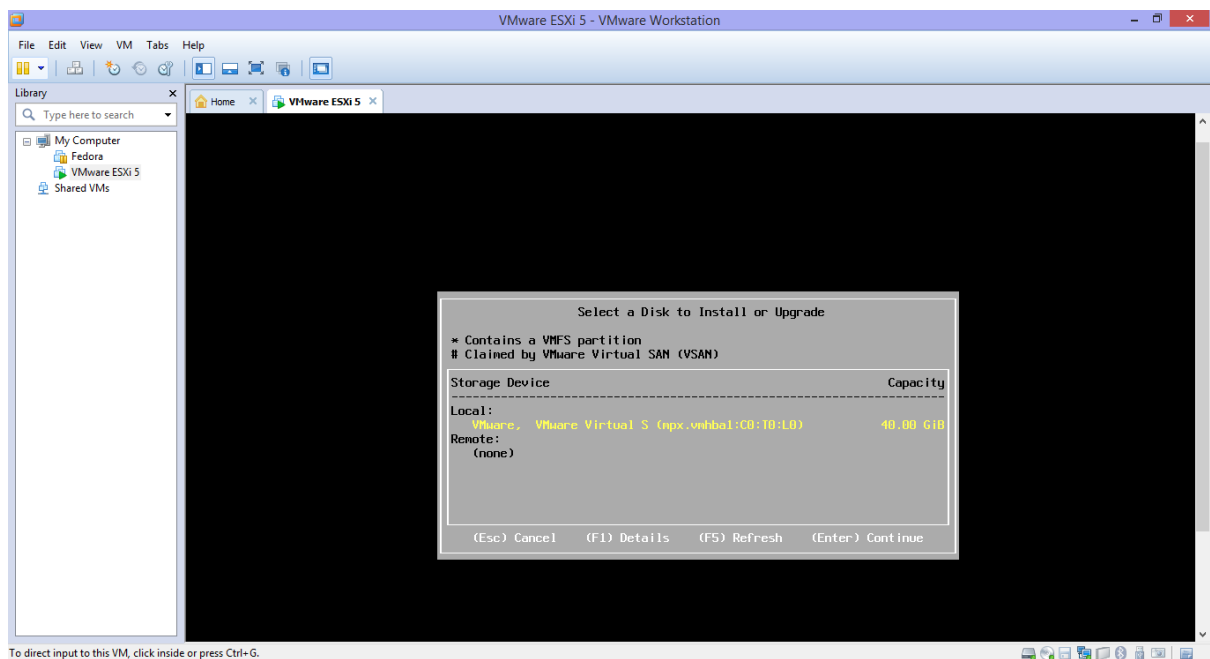 VMware ESXi 5 - VMware Workstation
File Edit View VM Tabs Help
Library
Type here to search
My Computer
Fedora
VMware ESXi 5
Shared VMs
Home
VMware ESXi 5
Select a Disk to Install or Upgrade
* Contains a VMFS partition
# Claimed by VMware Virtual SAN (VSAN)
Storage Device Capacity
Local:
VMware, VMware Virtual S (mpx.vmhba1:C0:T0:L0) 40.00 GiB
Remote:
(none)
(Esc) Cancel (F1) Details (F5) Refresh (Enter) Continue
To direct input to this VM, click inside or press Ctrl+G.